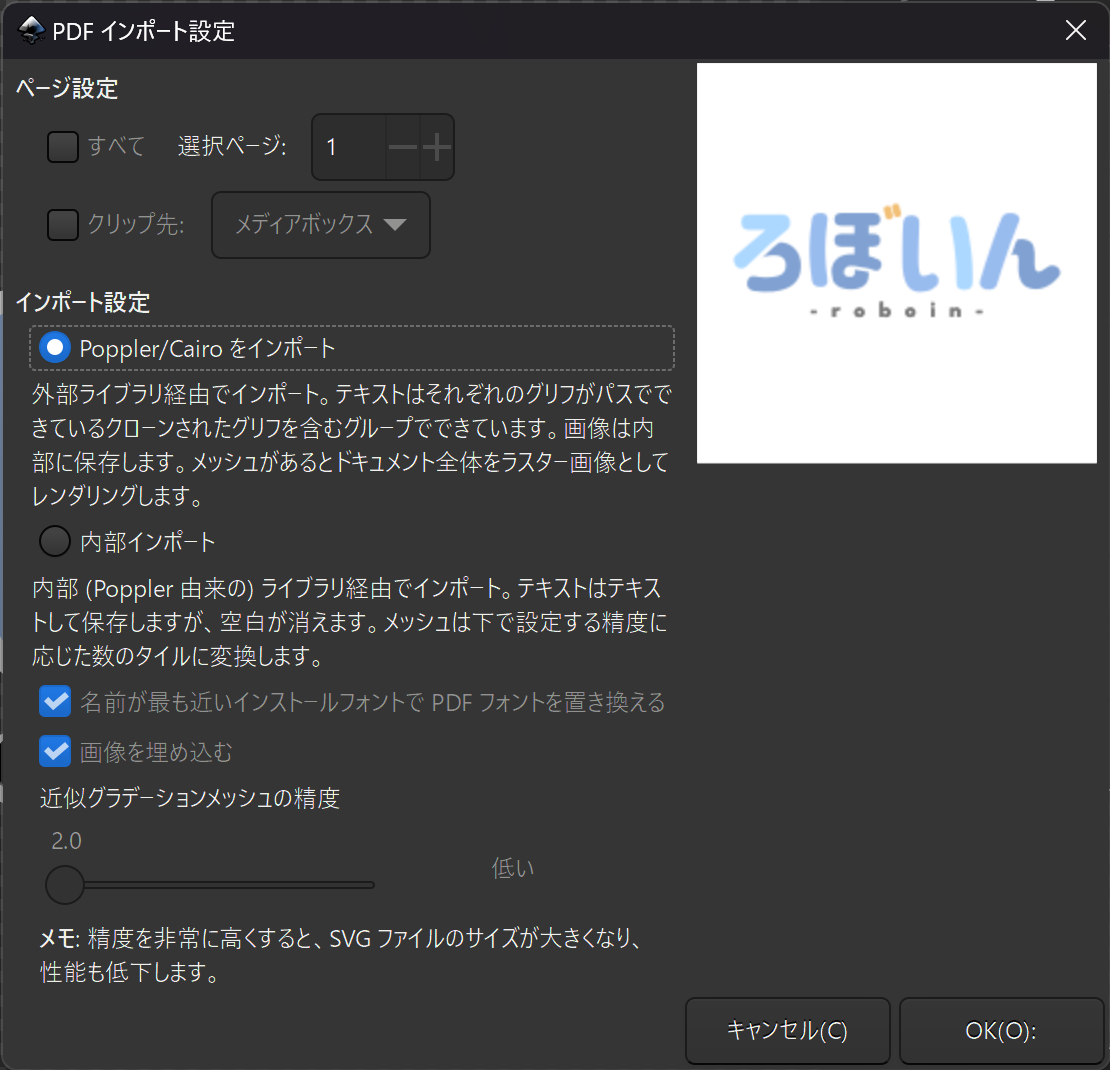 PDF インポート設定
ページ設定
すべて 選択ページ: 1
クリップ先: メディアボックス
インポート設定
Poppler/Cairo をインポート
外部ライブラリ経由でインポート。テキストはそれぞれのグリフがパスでで
きているクローンされたグリフを含むグループでできています。画像は内
部に保存します。メッシュがあるとドキュメント全体をラスター画像として
レンダリングします。
内部インポート
内部 (Poppler 由来の) ライブラリ経由でインポート。テキストはテキス
トして保存しますが、空白が消えます。メッシュは下で設定する精度に
応じた数のタイルに変換します。
名前が最も近いインストールフォントで PDF フォントを置き換える
画像を埋め込む
近似グラデーションメッシュの精度
2.0
低い
メモ: 精度を非常に高くすると、SVG ファイルのサイズが大きくなり、
性能も低下します。
ろぼいん
- r o b o i n -
キャンセル(C)
OK(O):